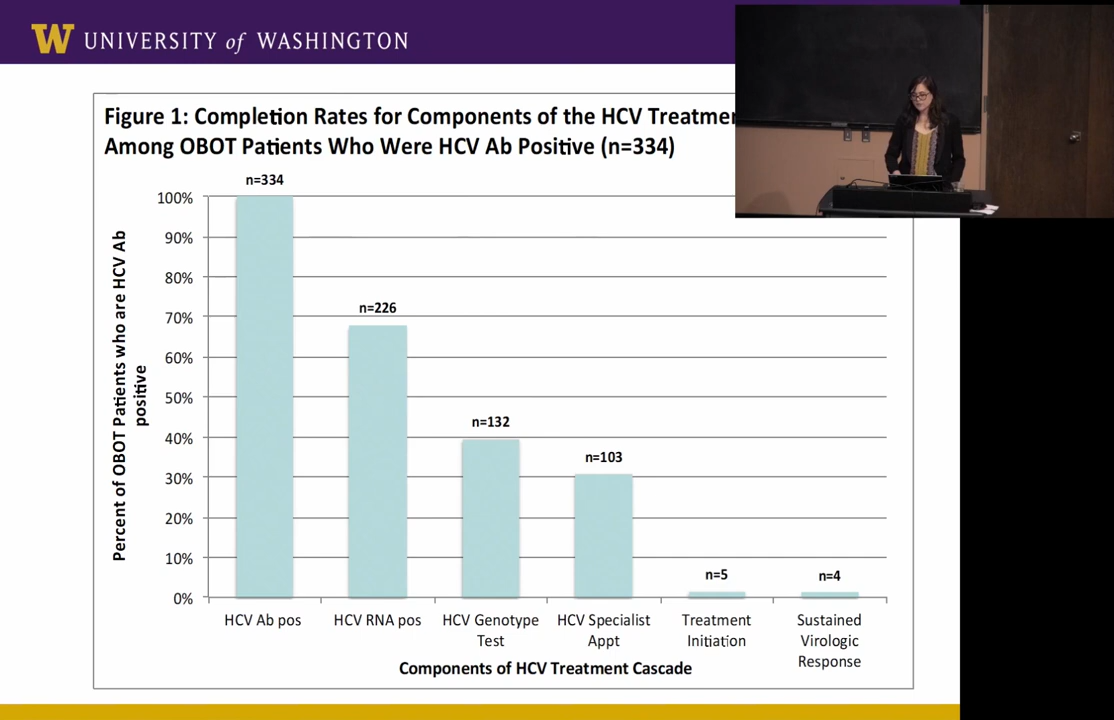 W UNIVERSITY of WASHINGTON
Figure 1: Completion Rates for Components of the HCV
Among OBOT Patients Who Were HCV Ab Positive (n=334)
Percent of OBOT Patients who are HCV Ab
positive
100%
90%
80%
70%
60%
50%
40%
30%
20%
10%
0%
n=334
n=226
n=132
n=103
n=5
n=4
HCV Ab pos
HCV RNA pos
HCV Genotype
Test
HCV Specialist
Appt
Treatment
Initiation
Sustained
Virologic
Response
Components of HCV Treatment Cascade